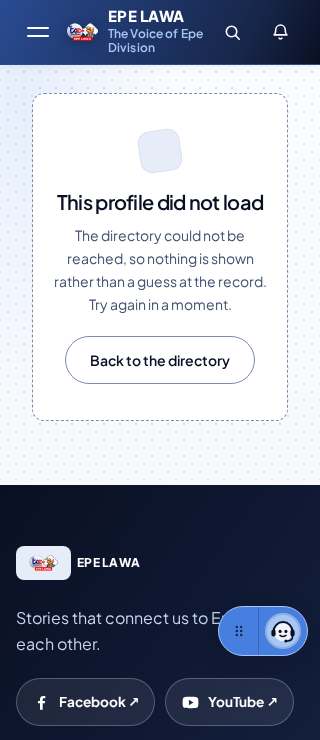 EPE LAWA
The Voice of Epe
Division
This profile did not load
The directory could not be
reached, so nothing is shown
rather than a guess at the record.
Try again in a moment.
Back to the directory
EPE LAWA
Stories that connect us to E
each other.
Facebook ↗
YouTube ↗